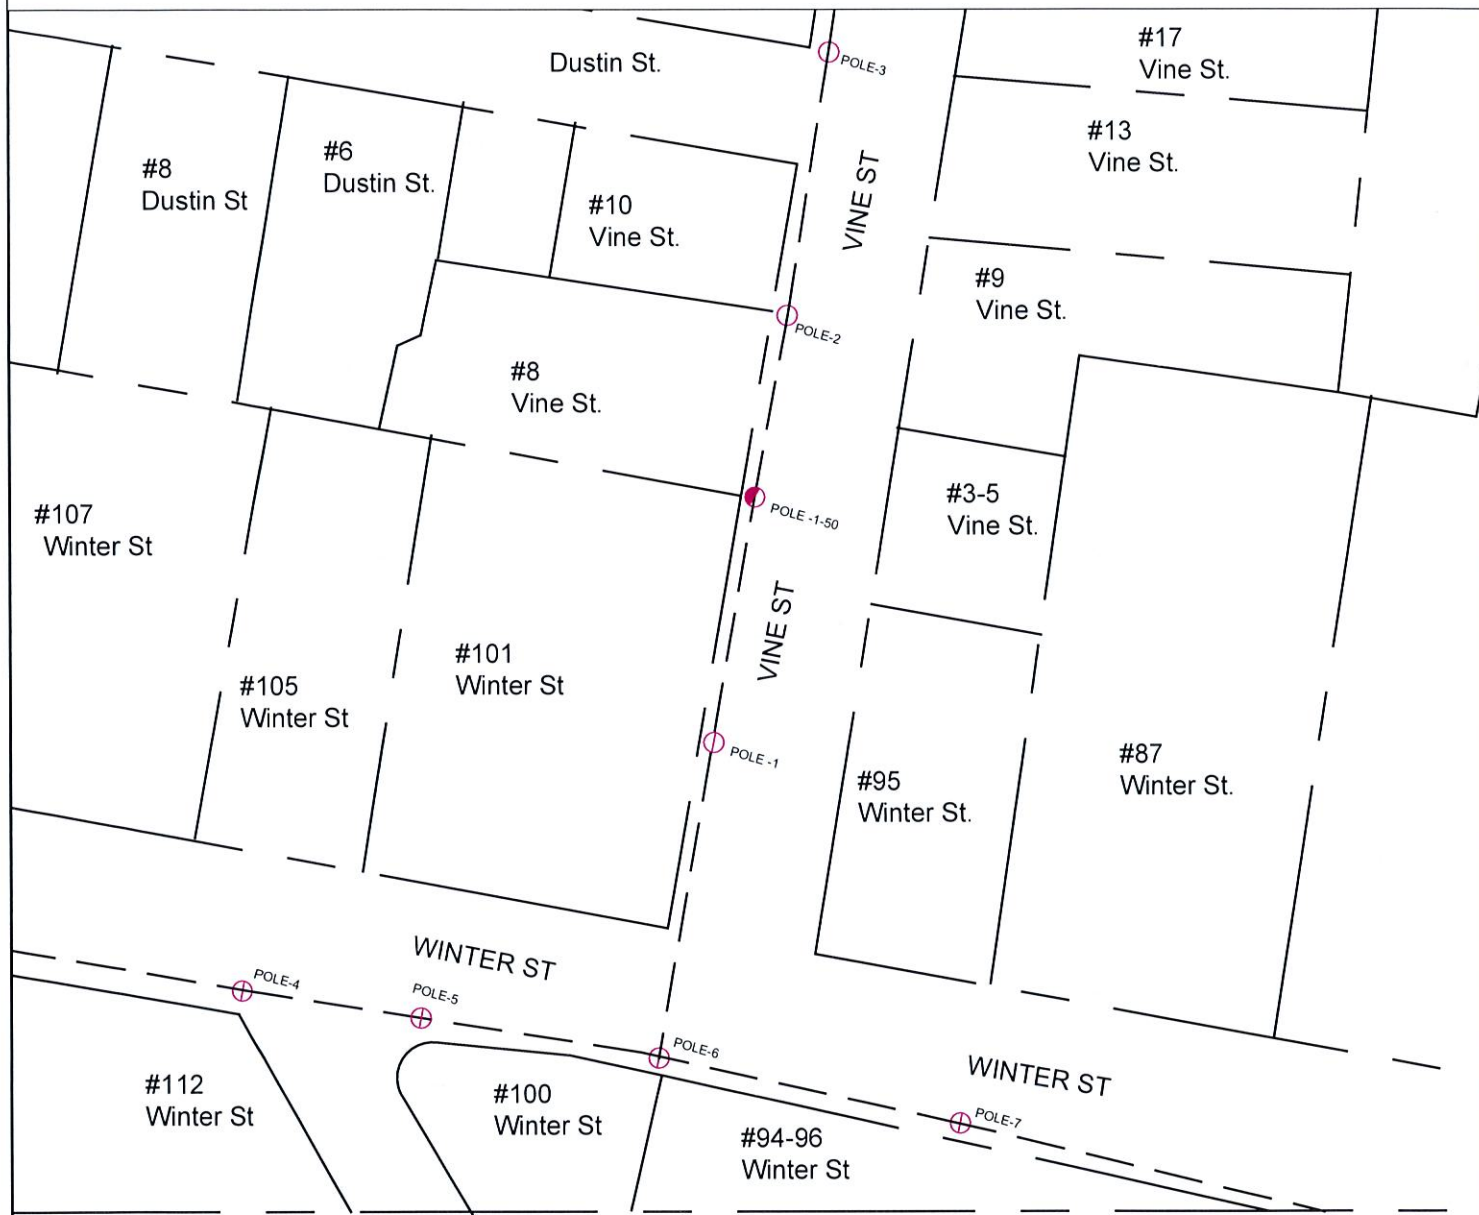 #17
Vine St.
Dustin St.
POLE-3
#13
Vine St.
#6
Dustin St.
#8
Dustin St
VINE ST
#10
Vine St.
#9
Vine St.
POLE-2
#8
Vine St.
#3-5
Vine St.
POLE -1-50
#107
Winter St
VINE ST
#101
Winter St
#105
Winter St
POLE -1
#87
Winter St.
#95
Winter St.
WINTER ST
POLE-4
POLE-5
POLE-6
WINTER ST
#112
Winter St
#100
Winter St
POLE-7
#94-96
Winter St